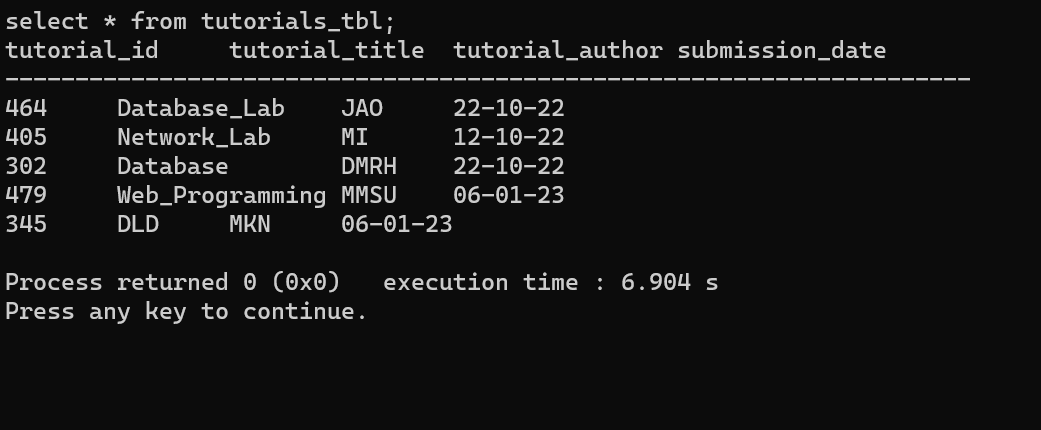 select * from tutorials_tbl;
tutorial_id     tutorial_title  tutorial_author submission_date
---------------------------------------------------------------------
464     Database_Lab    JAO     22-10-22
405     Network_Lab     MI      12-10-22
302     Database        DMRH    22-10-22
479     Web_Programming MMSU    06-01-23
345     DLD     MKN     06-01-23
Process returned 0 (0x0)   execution time : 6.904 s
Press any key to continue.